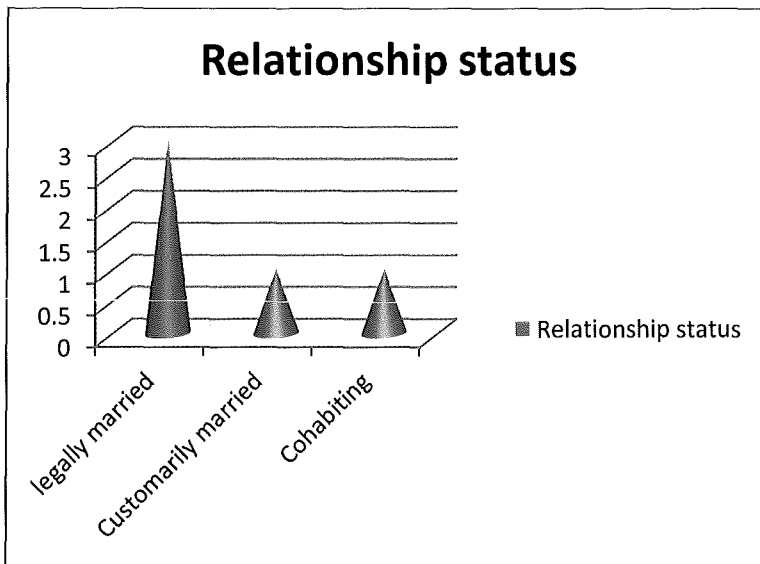 Relationship status
3
2.5
2
1.5
1
0.5
0
legally married
Customarily married
Cohabiting
Relationship status